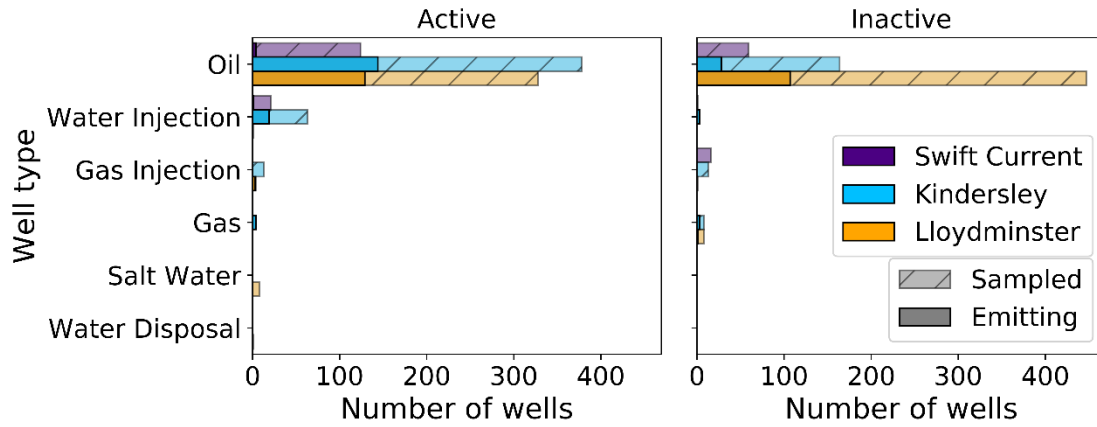 Active
Inactive
Well type
Oil
Water Injection
Gas Injection
Gas
Salt Water
Water Disposal
0 100 200 300 400
Number of wells
0 100 200 300 400
Number of wells
Swift Current
Kindersley
Lloydminster
Sampled
Emitting